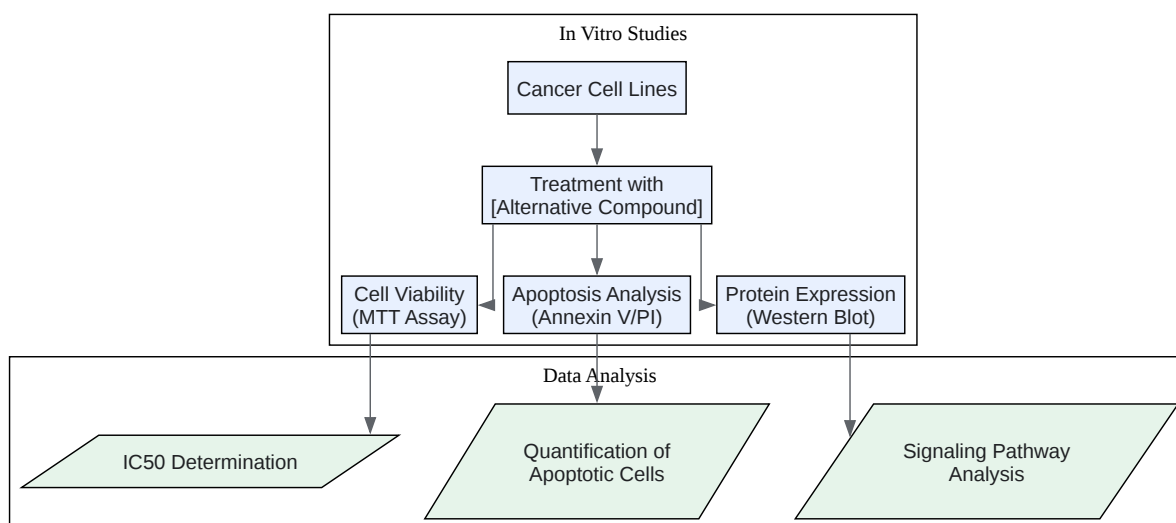 In Vitro Studies
Cancer Cell Lines
Treatment with
[Alternative Compound]
Cell Viability
(MTT Assay)
Apoptosis Analysis
(Annexin V/PI)
Protein Expression
(Western Blot)
Data Analysis
IC50 Determination
Quantification of
Apoptotic Cells
Signaling Pathway
Analysis